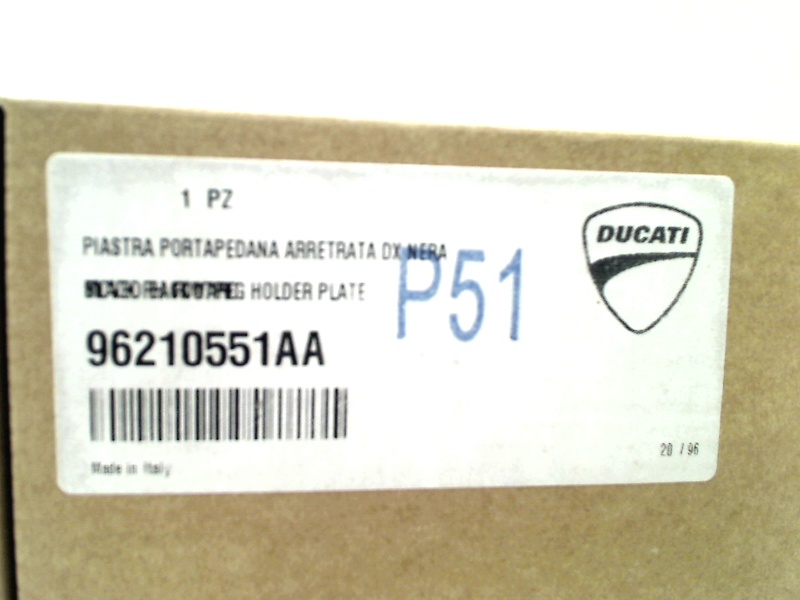 1 PZ
PIASTRA PORTAPEDANA ARRETRATA DX NERA
HOLDER PLATE
P51
DUCATI
96210551AA
Made in Italy
20 / 96